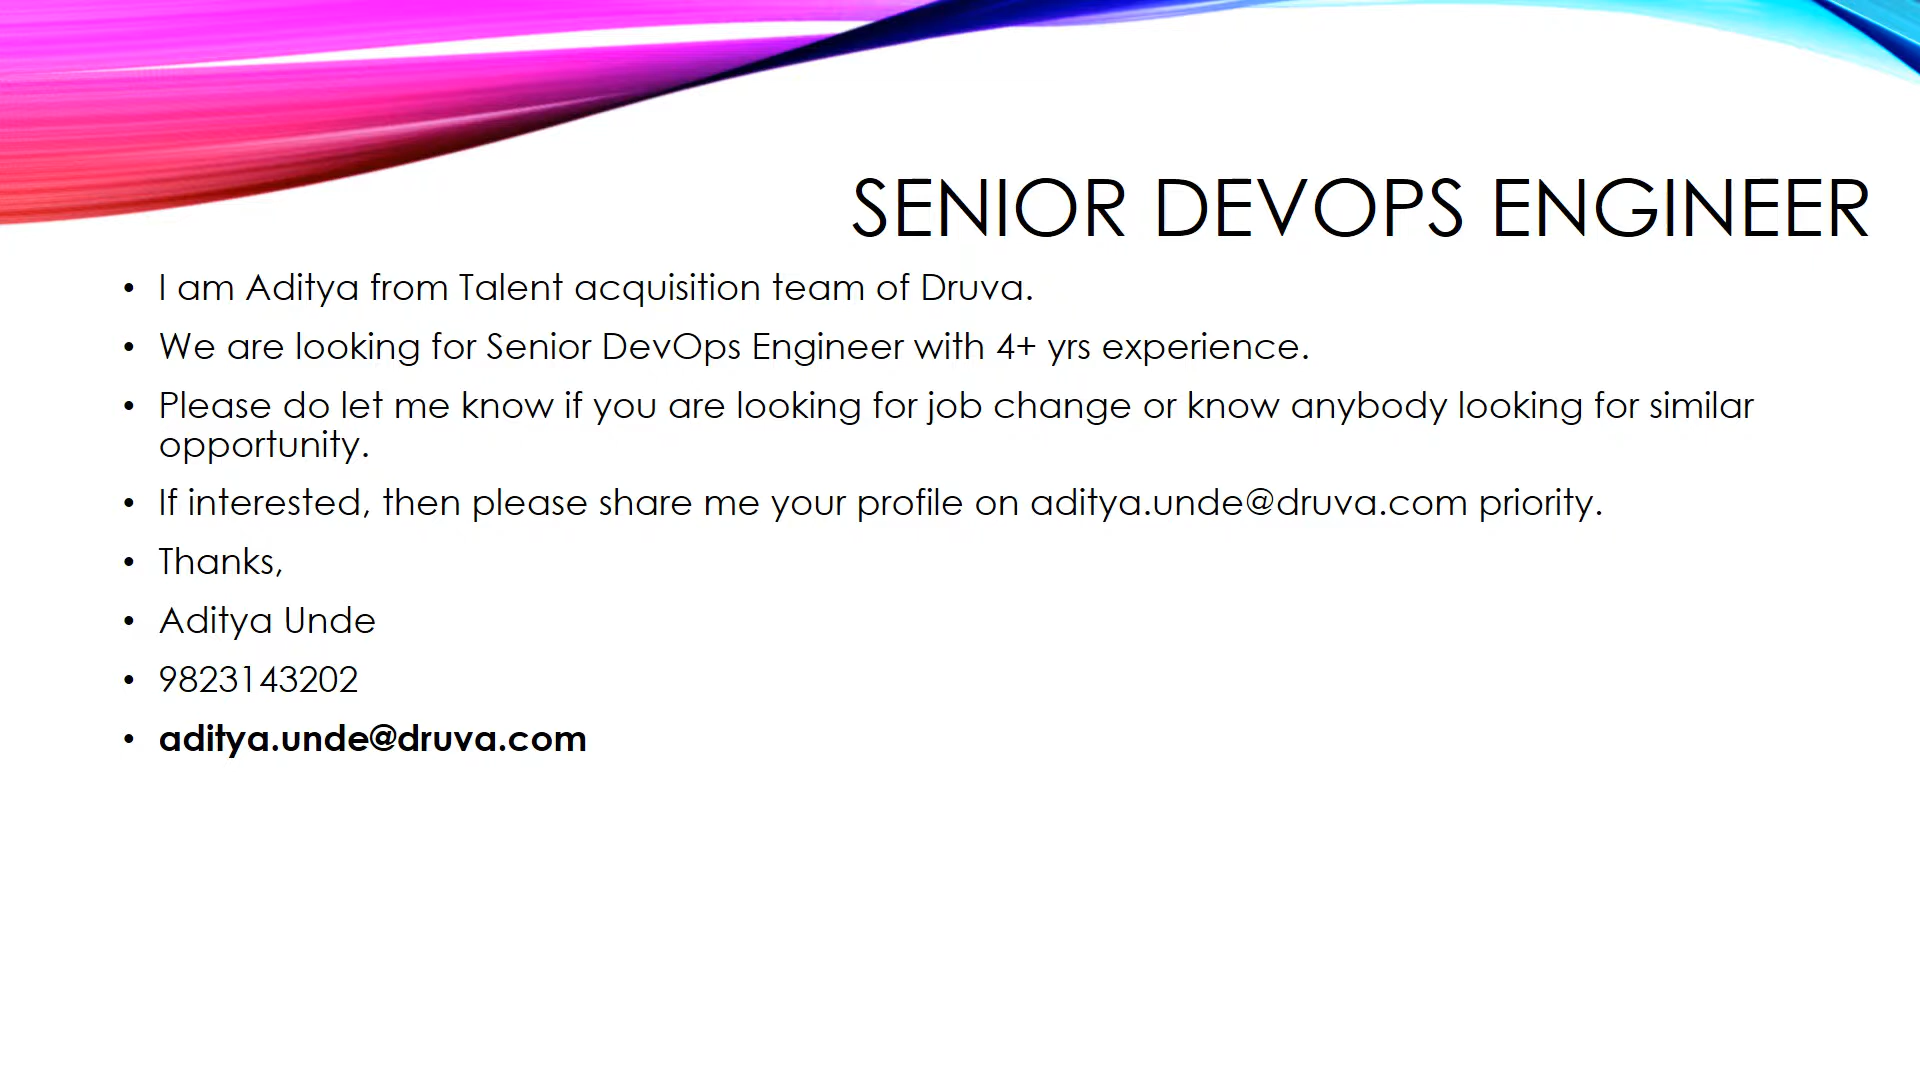 SENIOR DEVOPS ENGINEER
• I am Aditya from Talent acquisition team of Druva.
• We are looking for Senior DevOps Engineer with 4+ yrs experience.
• Please do let me know if you are looking for job change or know anybody looking for similar
opportunity.
• If interested, then please share me your profile on aditya.unde@druva.com priority.
• Thanks,
• Aditya Unde
• 9823143202
• aditya.unde@druva.com